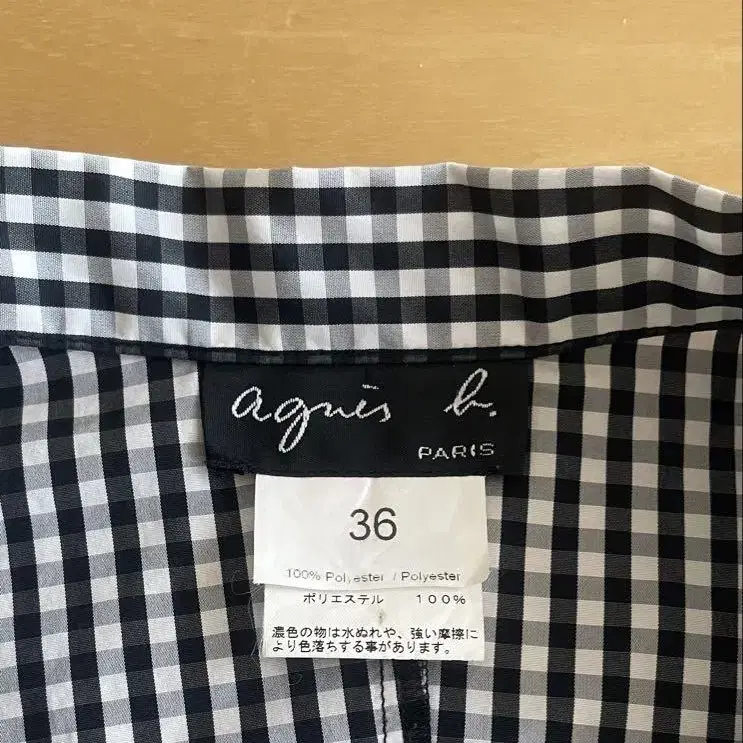 agnès b.
PARIS
36
100% Polyester / Polyester
ポリエステル 100%
濃色の物は水ぬれや、強い摩擦に
より色落ちする事があります。